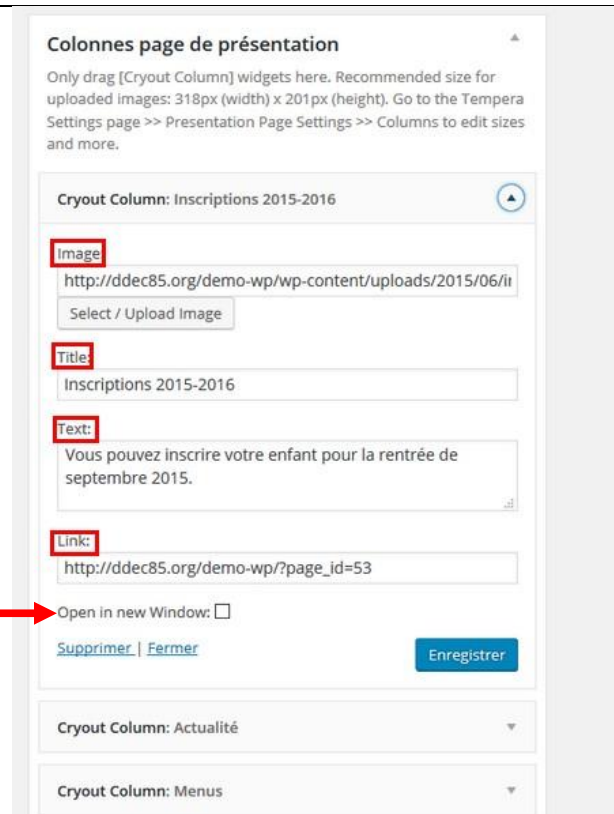 Colonnes page de présentation
Only drag [Cryout Column] widgets here. Recommended size for
uploaded images: 318px (width) x 201px (height). Go to the Tempera
Settings page >> Presentation Page Settings >> Columns to edit sizes
and more.
Cryout Column: Inscriptions 2015-2016
Image
http://ddec85.org/demo-wp/wp-content/uploads/2015/06/
Select / Upload Image
Title:
Inscriptions 2015-2016
Text:
Vous pouvez inscrire votre enfant pour la rentrée de
septembre 2015.
Link:
http://ddec85.org/demo-wp/?page_id=53
Open in new Window:
Supprimer | Fermer
Enregistrer
Cryout Column: Actualité
Cryout Column: Menus